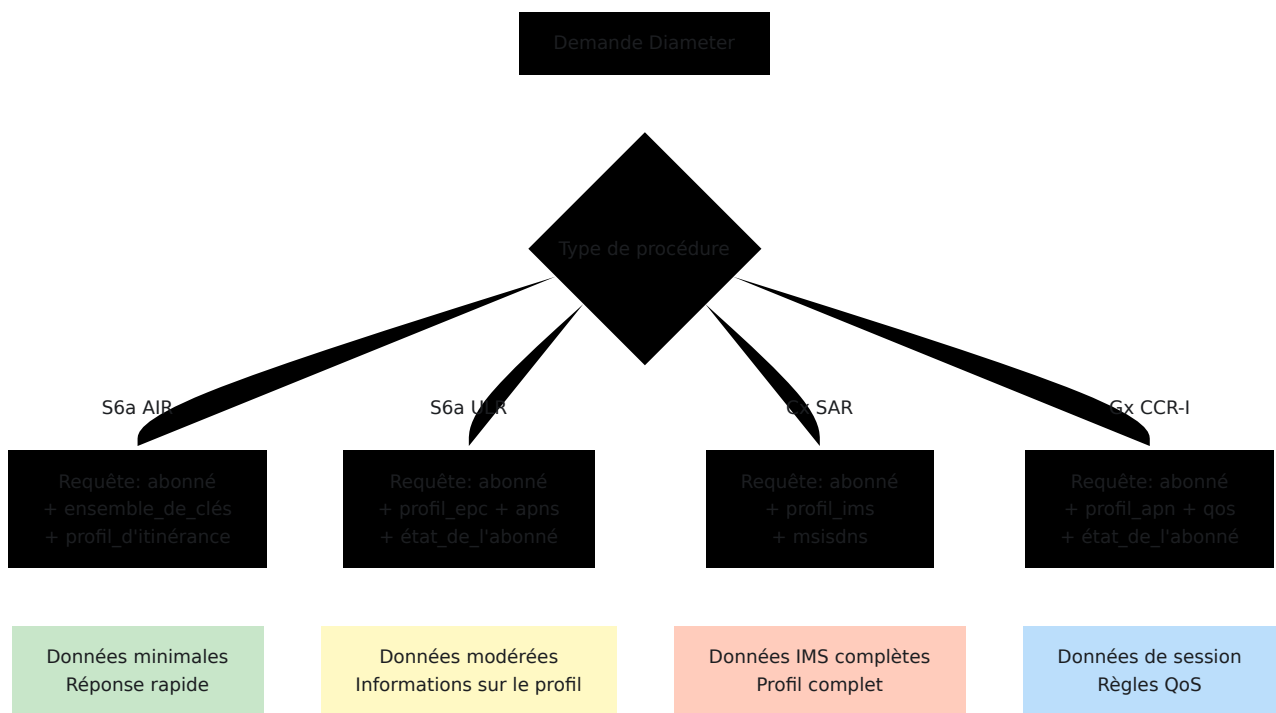 Demande Diameter
Type de procédure
S6a AIR
S6a ULR
Cx SAR
Gx CCR-I
Requête: abonné
+ ensemble_de_clés
+ profil_d'itinérance
Requête: abonné
+ profil_epc + apns
+ état_de_l'abonné
Requête: abonné
+ profil_ims
+ msisdns
Requête: abonné
+ profil_apn + qos
+ état_de_l'abonné
Données minimales
Réponse rapide
Données modérées
Informations sur le profil
Données IMS complètes
Profil complet
Données de session
Règles QoS